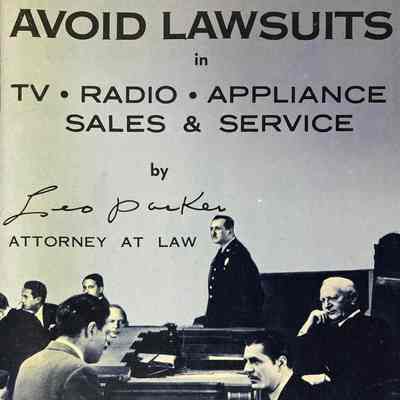 AVOID LAWSUITS
in
TV • RADIO • APPLIANCE
SALES & SERVICE
by
Leo Parker
ATTORNEY AT LAW